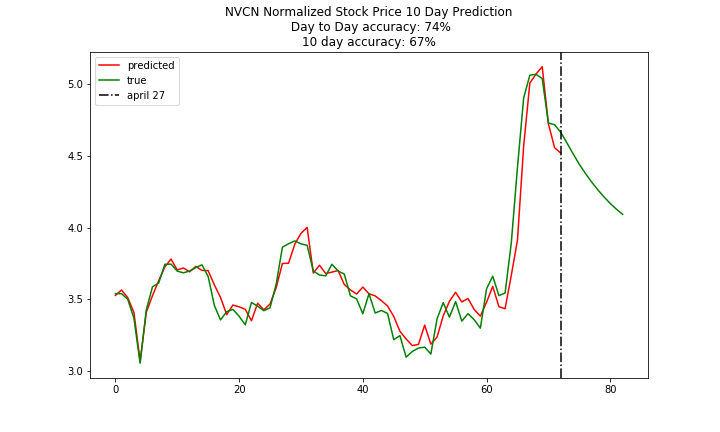 NVCN Normalized Stock Price 10 Day Prediction
Day to Day accuracy: 74%
10 day accuracy: 67%
predicted
true
april 27
5.0
4.5
4.0
3.5
3.0
0 20 40 60 80